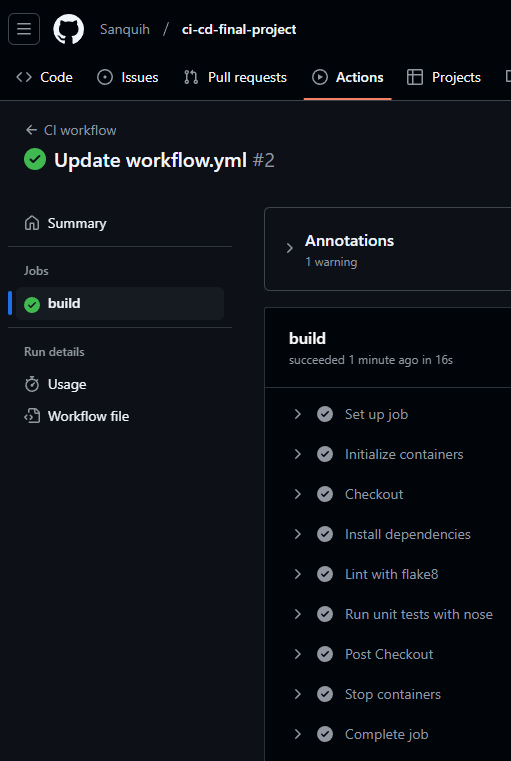 Sanquih / ci-cd-final-project
Code Issues Pull requests Actions Projects
CI workflow
Update workflow.yml #2
Summary
Jobs
build
Run details
Usage
Workflow file
Annotations
1 warning
build
succeeded 1 minute ago in 16s
Set up job
Initialize containers
Checkout
Install dependencies
Lint with flake8
Run unit tests with nose
Post Checkout
Stop containers
Complete job